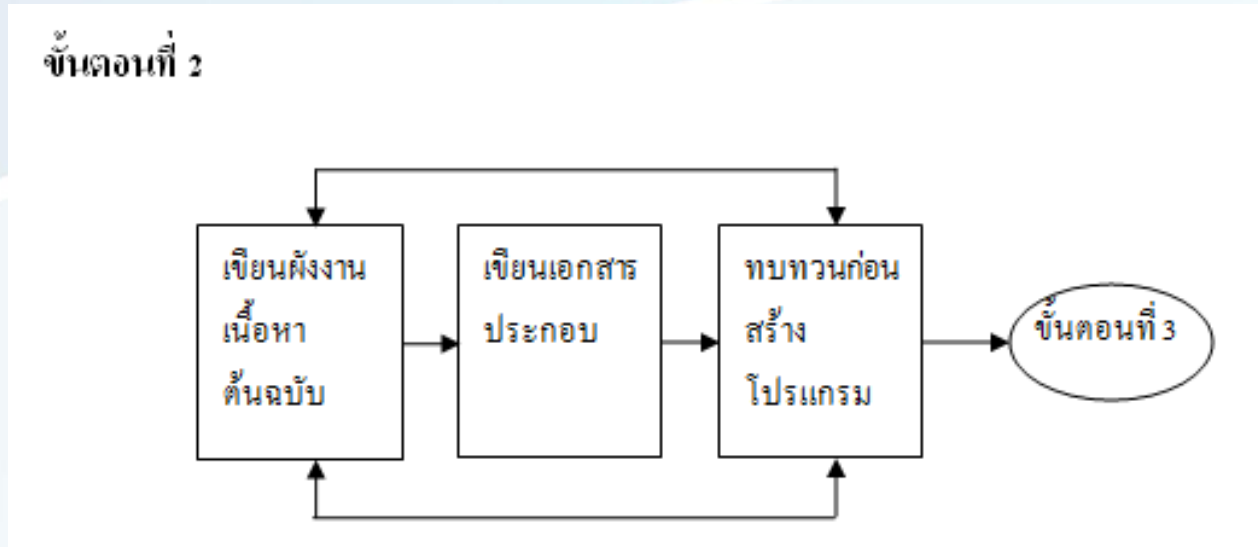 ขั้นตอนที่ 2
เขียนผังงาน
เนื้อหา
ต้นฉบับ
เขียนเอกสาร
ประกอบ
ทบทวนก่อน
สร้าง
โปรแกรม
ขั้นตอนที่ 3